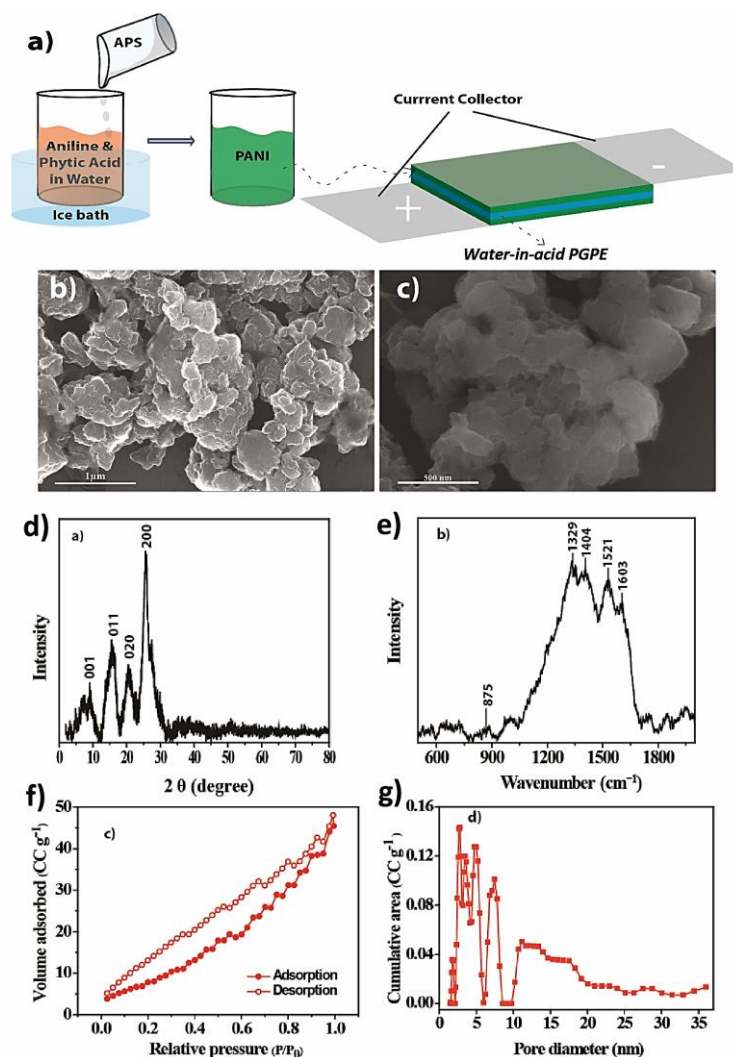 a)
APS
Aniline &
Phytic Acid
in Water
Ice bath
PANI
Currrent Collector
+
-
Water-in-acid PGPE
b)
1µm
c)
500 nm
d)
a)
001
011
020
200
Intensity
0 10 20 30 40 50 60 70 80
2 θ (degree)
e)
b)
875
1329
1404
1521
1603
Intensity
600 900 1200 1500 1800
Wavenumber (cm⁻¹)
f)
c)
50
40
30
20
10
0
Volume adsorbed (CC g⁻¹)
Adsorption
Desorption
0.0 0.2 0.4 0.6 0.8 1.0
Relative pressure (P/P₀)
g)
d)
0.16
0.12
0.08
0.04
0.00
Cumulative area (CC g⁻¹)
0 5 10 15 20 25 30 35
Pore diameter (nm)